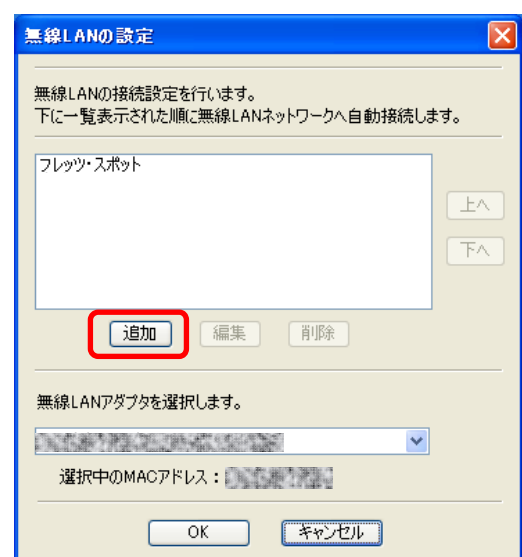 無線LANの設定
無線LANの接続設定を行います。
下に一覧表示された順に無線LANネットワークへ自動接続します。
フレッツ・スポット
上へ
下へ
追加 編集 削除
無線LANアダプタを選択します。
選択中のMACアドレス：
OK キャンセル